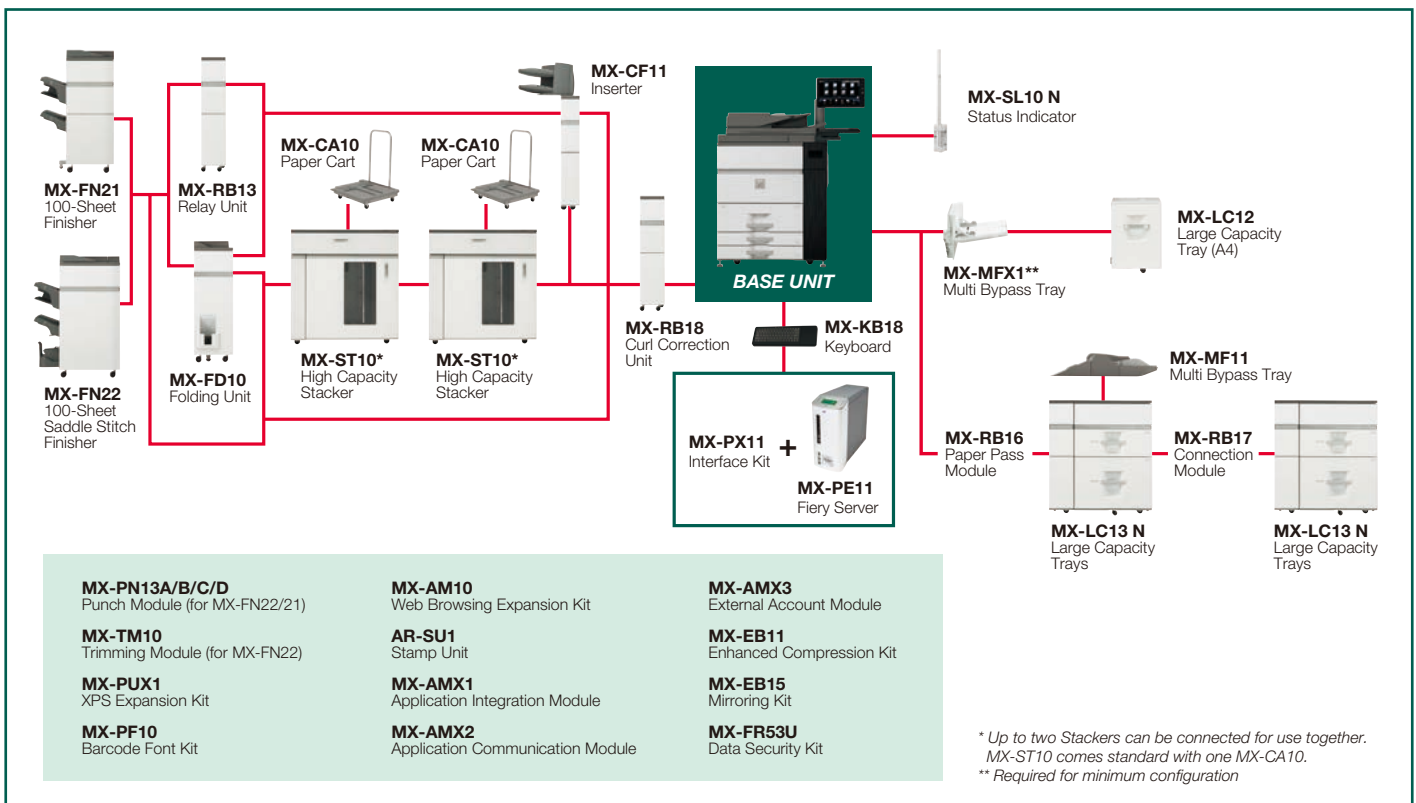 MX-FN21
100-Sheet
Finisher
MX-RB13
Relay Unit
MX-CA10
Paper Cart
MX-CA10
Paper Cart
MX-CF11
Inserter
MX-FN22
100-Sheet
Saddle Stitch
Finisher
MX-FD10
Folding Unit
MX-ST10*
High Capacity
Stacker
MX-ST10*
High Capacity
Stacker
MX-RB18
Curl Correction
Unit
BASE UNIT
MX-SL10 N
Status Indicator
MX-MFX1**
Multi Bypass Tray
MX-LC12
Large Capacity
Tray (A4)
MX-KB18
Keyboard
MX-PX11
Interface Kit
+
MX-PE11
Fiery Server
MX-MF11
Multi Bypass Tray
MX-RB16
Paper Pass
Module
MX-RB17
Connection
Module
MX-LC13 N
Large Capacity
Trays
MX-LC13 N
Large Capacity
Trays
MX-PN13A/B/C/D
Punch Module (for MX-FN22/21)
MX-TM10
Trimming Module (for MX-FN22)
MX-PUX1
XPS Expansion Kit
MX-PF10
Barcode Font Kit
MX-AM10
Web Browsing Expansion Kit
AR-SU1
Stamp Unit
MX-AMX1
Application Integration Module
MX-AMX2
Application Communication Module
MX-AMX3
External Account Module
MX-EB11
Enhanced Compression Kit
MX-EB15
Mirroring Kit
MX-FR53U
Data Security Kit
* Up to two Stackers can be connected for use together.
MX-ST10 comes standard with one MX-CA10.
** Required for minimum configuration